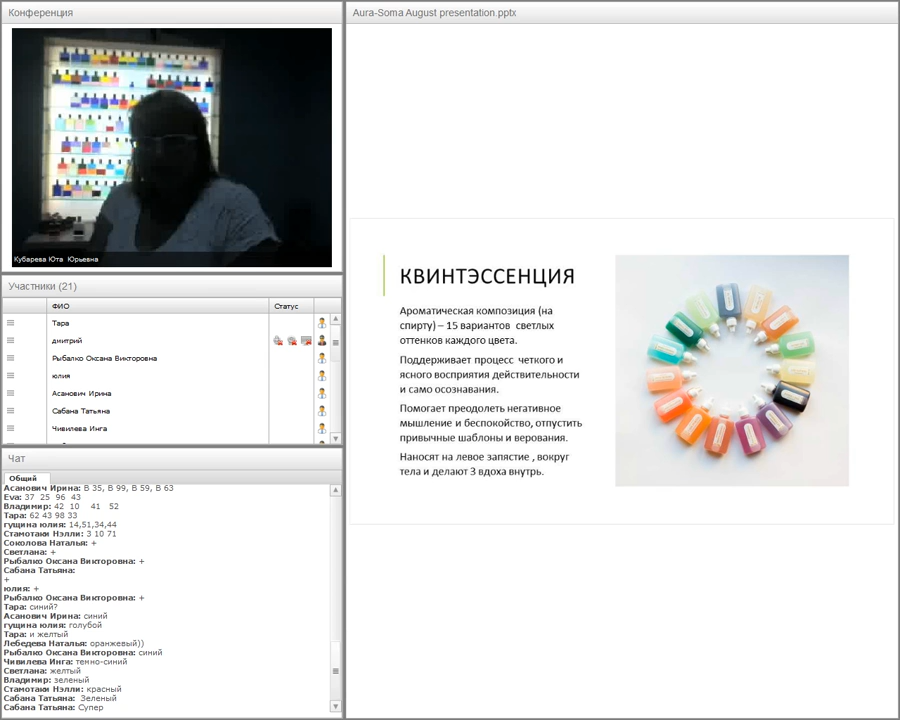 Конференция
Кубарева Юта Юрьевна
Участники (21)
ФИО
Статус
Тара
дмитрий
Рыбалко Оксана Викторовна
юлия
Асанович Ирина
Сабана Татьяна
Чивилева Инга
Чат
Общий
Асанович Ирина: В 35, В 99, В 59, В 63
Eva: 37 25 96 43
Владимир: 42 10 41 52
Тара: 62 43 98 33
гущина юлия: 14,51,34,44
Стамотаки Нэлли: 3 10 71
Соколова Наталья: +
Светлана: +
Рыбалко Оксана Викторовна: +
Сабана Татьяна:
+
юлия: +
Рыбалко Оксана Викторовна: +
Тара: синий?
Асанович Ирина: синий
гущина юлия: голубой
Тара: и желтый
Лебедева Наталья: оранжевый))
Рыбалко Оксана Викторовна: синий
Чивилева Инга: темно-синий
Светлана: желтый
Владимир: зеленый
Стамотаки Нэлли: красный
Сабана Татьяна: Зеленый
Сабана Татьяна: Супер
Aura-Soma August presentation.pptx
КВИНТЭССЕНЦИЯ
Ароматическая композиция (на
спирту) – 15 вариантов светлых
оттенков каждого цвета.
Поддерживает процесс четкого и
ясного восприятия действительности
и само осознавания.
Помогает преодолеть негативное
мышление и беспокойство, отпустить
привычные шаблоны и верования.
Наносят на левое запястие , вокруг
тела и делают 3 вдоха внутрь.